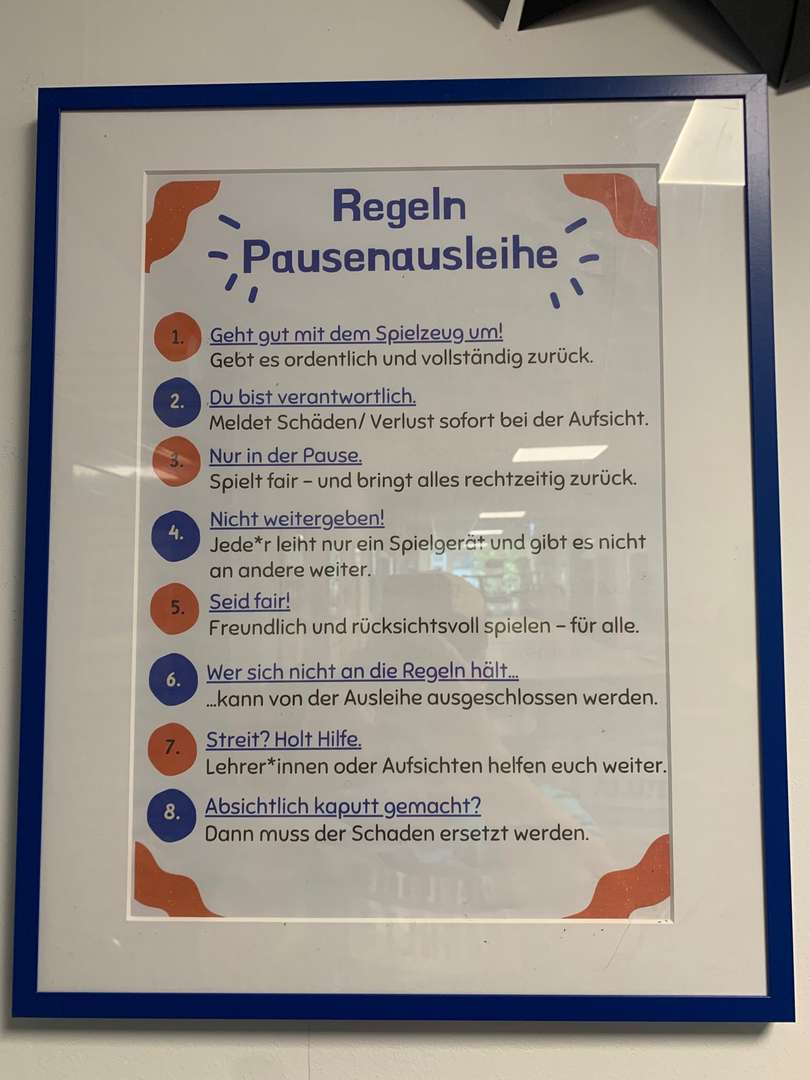 Regeln
Pausenausleihe
1. Geht gut mit dem Spielzeug um!
Gebt es ordentlich und vollständig zurück.
2. Du bist verantwortlich.
Meldet Schäden/ Verlust sofort bei der Aufsicht.
3. Nur in der Pause.
Spielt fair – und bringt alles rechtzeitig zurück.
4. Nicht weitergeben!
Jede*r leiht nur ein Spielgerät und gibt es nicht
an andere weiter.
5. Seid fair!
Freundlich und rücksichtsvoll spielen – für alle.
6. Wer sich nicht an die Regeln hält...
...kann von der Ausleihe ausgeschlossen werden.
7. Streit? Holt Hilfe.
Lehrer*innen oder Aufsichten helfen euch weiter.
8. Absichtlich kaputt gemacht?
Dann muss der Schaden ersetzt werden.